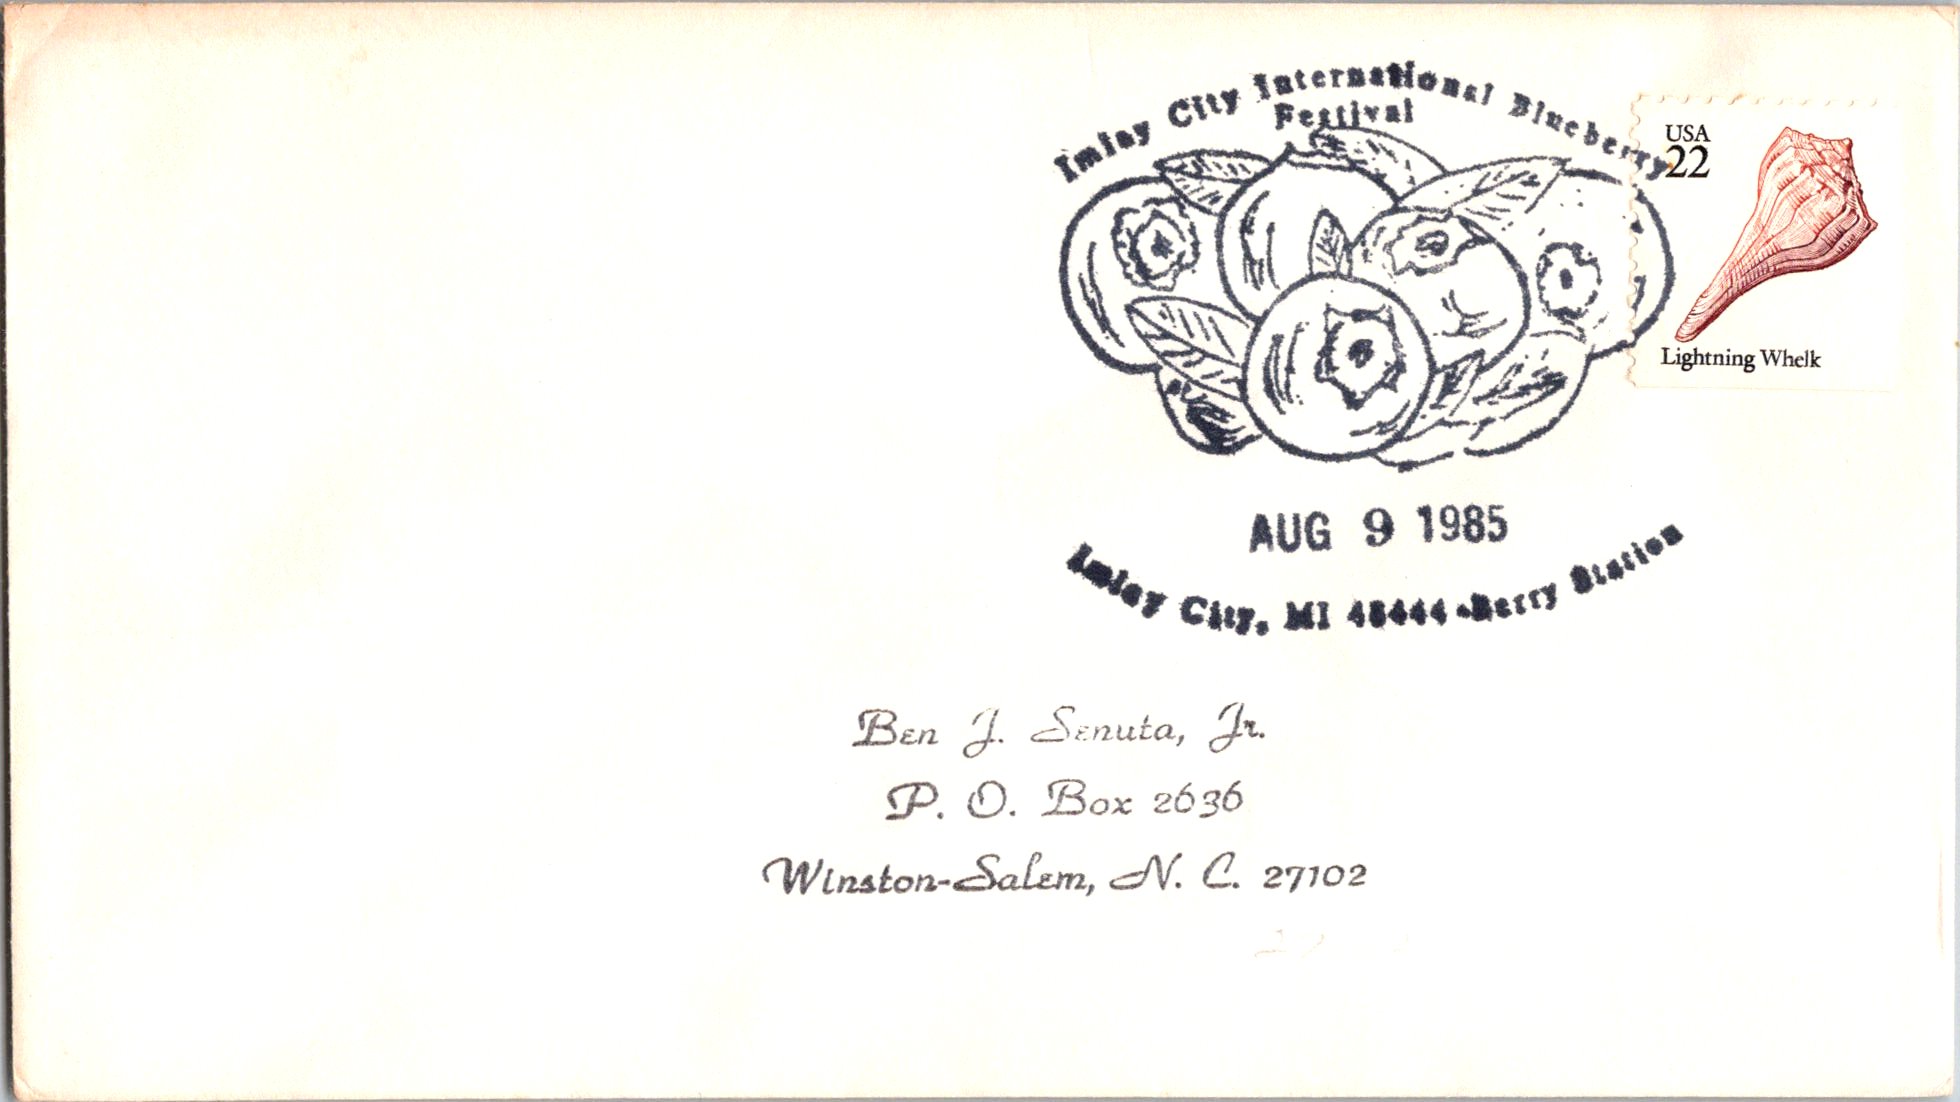 Imlay City International Blueberry
Festival
USA
22
Lightning Whelk
AUG 9 1985
Imlay City, MI 48444 - Berry Station
Ben J. Senuta, Jr.
P. O. Box 2636
Winston-Salem, N. C. 27102